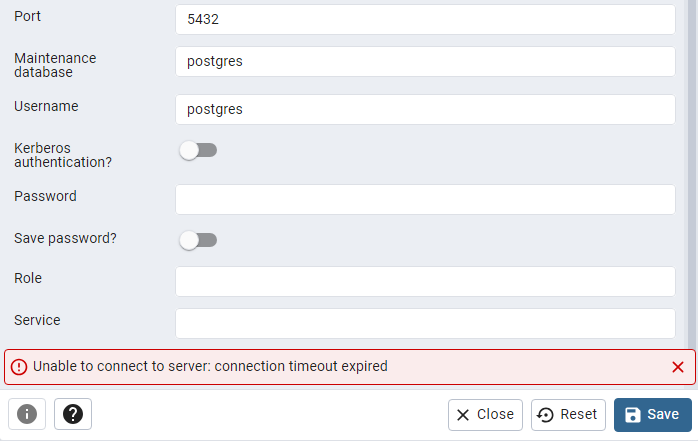 Port
5432
Maintenance
database
postgres
Username
postgres
Kerberos
authentication?
Password
Save password?
Role
Service
Unable to connect to server: connection timeout expired
Close
Reset
Save